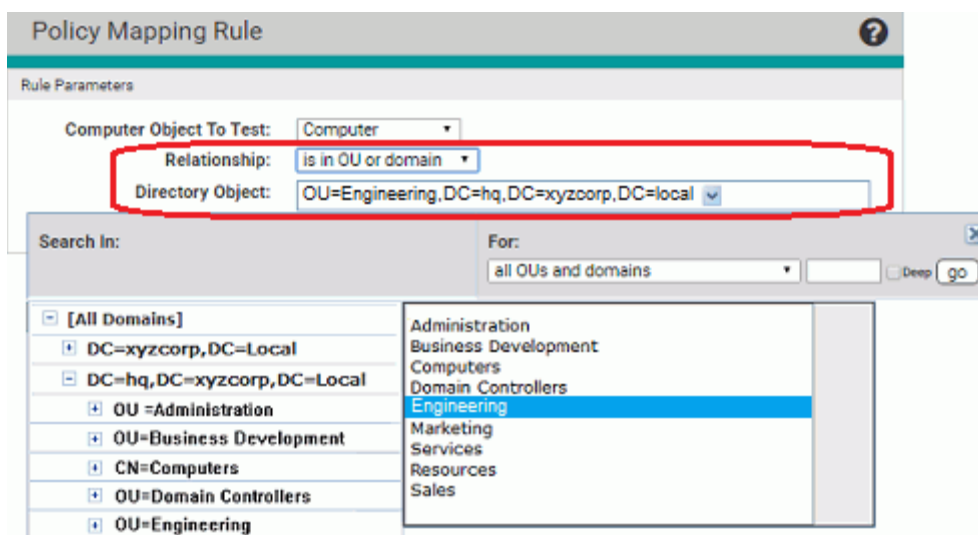 Policy Mapping Rule
?
Rule Parameters
Computer Object To Test: Computer
Relationship: is in OU or domain
Directory Object: OU=Engineering,DC=hq,DC=xyzcorp,DC=local
Search In:
For:
all OUs and domains Deep go
[All Domains]
DC=xyzcorp,DC=Local
DC=hq,DC=xyzcorp,DC=Local
OU =Administration
OU=Business Development
CN=Computers
OU=Domain Controllers
OU=Engineering
Administration
Business Development
Computers
Domain Controllers
Engineering
Marketing
Services
Resources
Sales